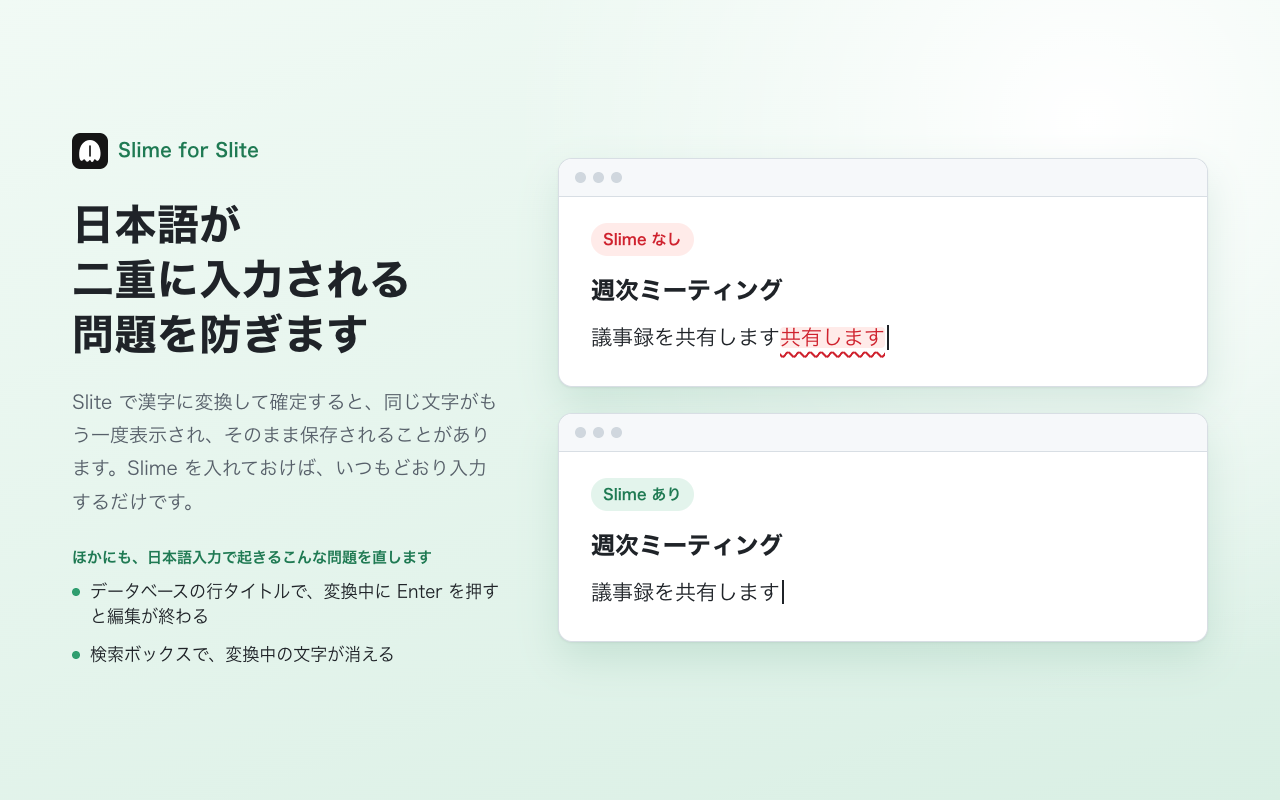 Slime for Slite
日本語が
二重に入力される
問題を防ぎます
Slite で漢字に変換して確定すると、同じ文字がも
う一度表示され、そのまま保存されることがあり
ます。Slime を入れておけば、いつもどおり入力
するだけです。
ほかにも、日本語入力で起きるこんな問題を直します
データベースの行タイトルで、変換中に Enter を押す
と編集が終わる
検索ボックスで、変換中の文字が消える
Slime なし
週次ミーティング
議事録を共有します共有します
Slime あり
週次ミーティング
議事録を共有します